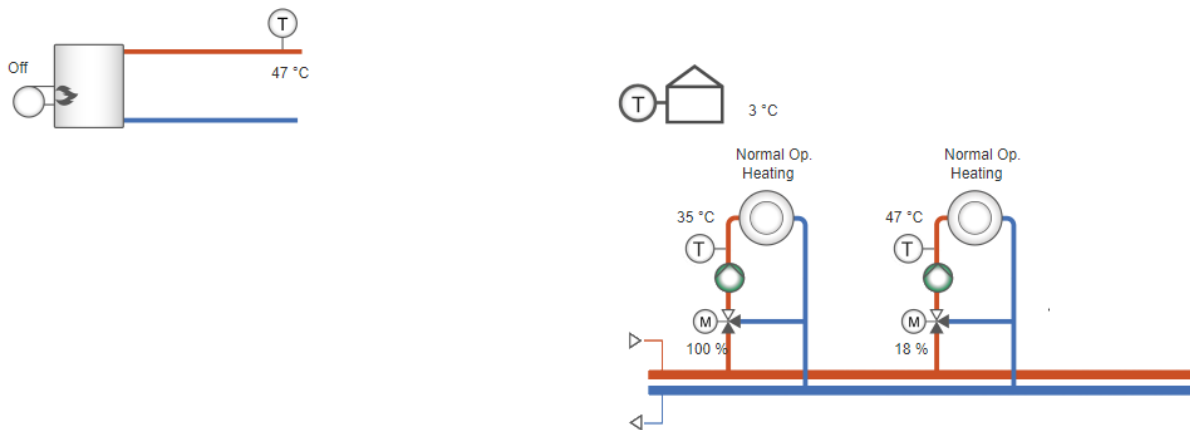 T
Off
47 °C
T
3 °C
Normal Op.
Heating
Normal Op.
Heating
35 °C
47 °C
T
T
M
M
100 %
18 %